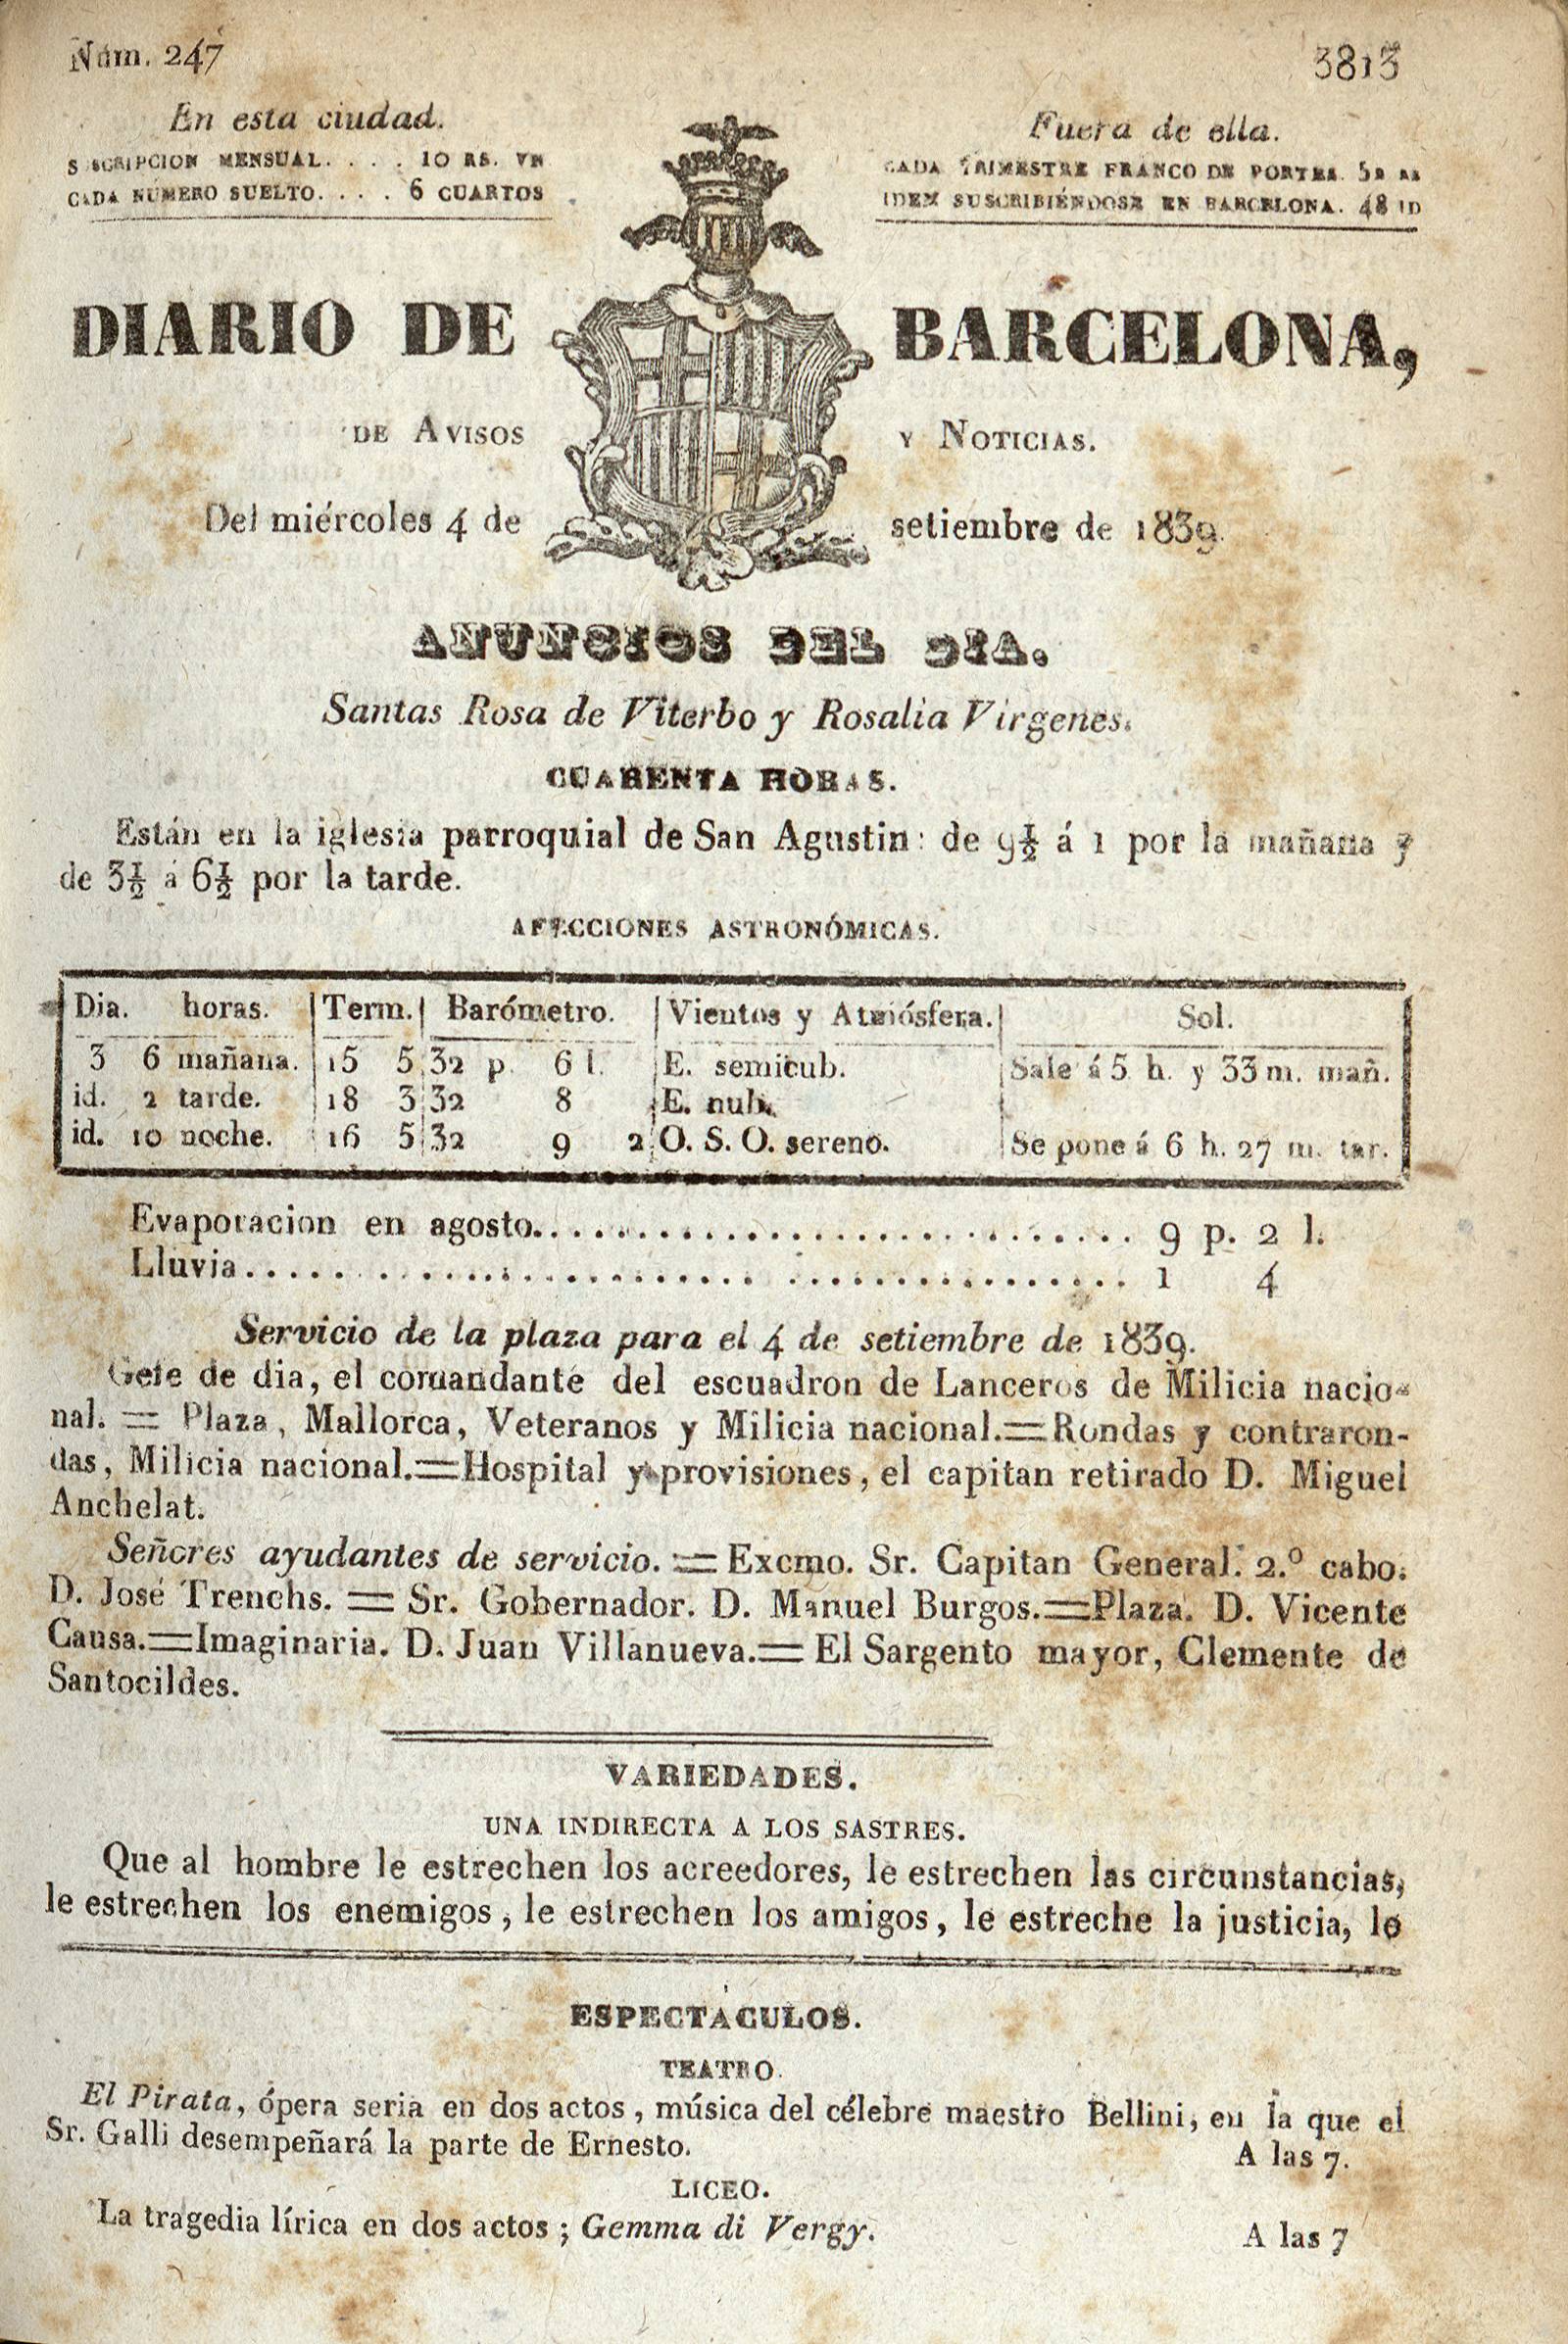 Núm. 247
3813
En esta ciudad.
SUSCRIPCION MENSUAL. . . . 10 RS. VN
CADA NÚMERO SUELTO. . . . 6 CUARTOS
Fuera de ella.
CADA TRIMESTRE FRANCO DE PORTES. RS
IDEM SUSCRIBIÉNDOSE EN BARCELONA. 48 ID
DIARIO DE BARCELONA,
DE AVISOS Y NOTICIAS.
Del miércoles 4 de setiembre de 1839.
ANUNCIOS DEL DIA.
Santas Rosa de Viterbo y Rosalia Virgenes.
CUARENTA HORAS.
Están en la iglesia parroquial de San Agustin: de 9½ á 1 por la mañana y
de 3½ á 6½ por la tarde.
AFECCIONES ASTRONÓMICAS.
Dia. horas. Term. Barómetro. Vientos y Atmósfera. Sol.
3 6 mañana. 15 5 32 p. 6 l. E. semicub. Sale á 5 h. y 33 m. mañ.
id. 2 tarde. 18 3 32 8 E. nub.
id. 10 noche. 16 5 32 9 2 O. S. O. sereno. Se pone á 6 h. 27 m. tar.
Evaporacion en agosto. . . . . . . . . . . . . . . . . . . . . . . . . . 9 p. 2 l.
Lluvia . . . . . . . . . . . . . . . . . . . . . . . . . . . . . . . . . . 1 4
Servicio de la plaza para el 4 de setiembre de 1839.
Gefe de dia, el comandante del escuadron de Lanceros de Milicia nacio-
nal. = Plaza, Mallorca, Veteranos y Milicia nacional.=Rondas y contraron-
das, Milicia nacional.=Hospital y provisiones, el capitan retirado D. Miguel
Anchelat.
Señores ayudantes de servicio. = Excmo. Sr. Capitan General. 2.º cabo.
D. José Trenchs. = Sr. Gobernador. D. Manuel Burgos.=Plaza. D. Vicente
Causa.=Imaginaria. D. Juan Villanueva.= El Sargento mayor, Clemente de
Santocildes.
VARIEDADES.
UNA INDIRECTA A LOS SASTRES.
Que al hombre le estrechen los acreedores, le estrechen las circunstancias,
le estrechen los enemigos, le estrechen los amigos, le estreche la justicia, le
ESPECTÁCULOS.
TEATRO.
El Pirata, ópera seria en dos actos, música del célebre maestro Bellini, en la que el
Sr. Galli desempeñará la parte de Ernesto. A las 7.
LICEO.
La tragedia lírica en dos actos; Gemma di Vergy. A las 7